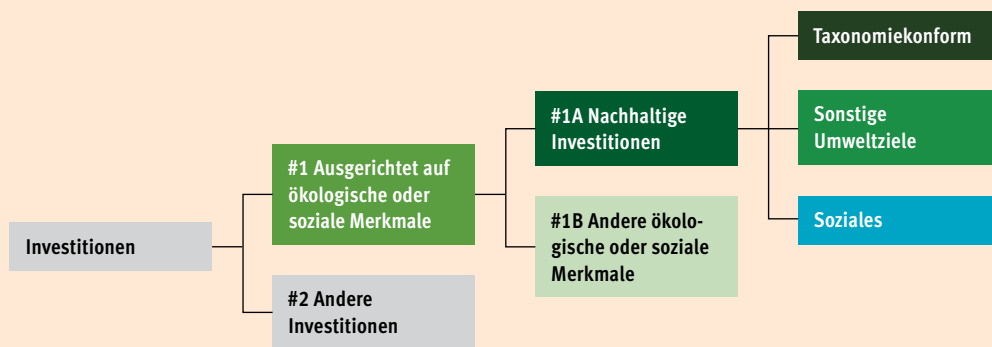 Investitionen
#1 Ausgerichtet auf
ökologische oder
soziale Merkmale
#2 Andere
Investitionen
#1A Nachhaltige
Investitionen
#1B Andere ökolo-
gische oder soziale
Merkmale
Taxonomiekonform
Sonstige
Umweltziele
Soziales